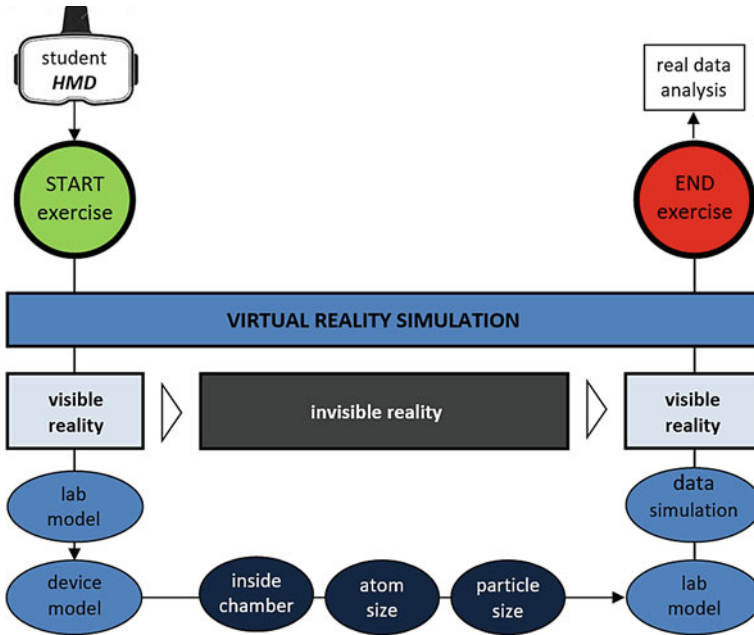 student
HMD
real data
analysis
START
exercise
END
exercise
VIRTUAL REALITY SIMULATION
visible
reality
invisible reality
visible
reality
lab
model
data
simulation
device
model
inside
chamber
atom
size
particle
size
lab
model